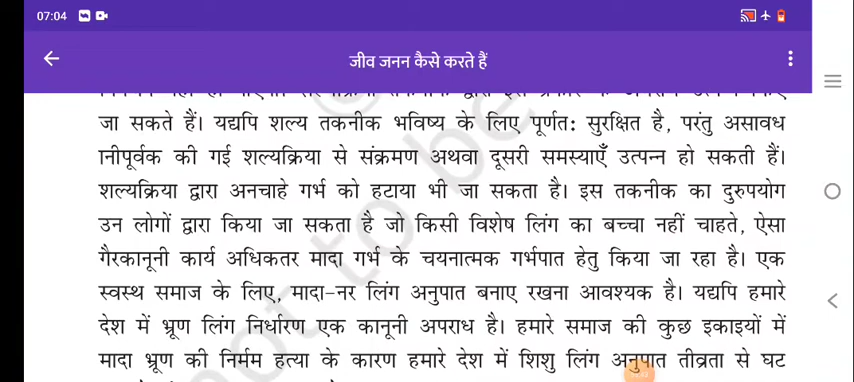 07:04
जीव जनन कैसे करते हैं
जा सकते हैं। यद्यपि शल्य तकनीक भविष्य के लिए पूर्णतः सुरक्षित है, परंतु असावध
ानीपूर्वक की गई शल्यक्रिया से संक्रमण अथवा दूसरी समस्याएँ उत्पन्न हो सकती हैं।
शल्यक्रिया द्वारा अनचाहे गर्भ को हटाया भी जा सकता है। इस तकनीक का दुरुपयोग
उन लोगों द्वारा किया जा सकता है जो किसी विशेष लिंग का बच्चा नहीं चाहते, ऐसा
गैरकानूनी कार्य अधिकतर मादा गर्भ के चयनात्मक गर्भपात हेतु किया जा रहा है। एक
स्वस्थ समाज के लिए, मादा-नर लिंग अनुपात बनाए रखना आवश्यक है। यद्यपि हमारे
देश में भ्रूण लिंग निर्धारण एक कानूनी अपराध है। हमारे समाज की कुछ इकाइयों में
मादा भ्रूण की निर्मम हत्या के कारण हमारे देश में शिशु लिंग अनुपात तीव्रता से घट
not to be